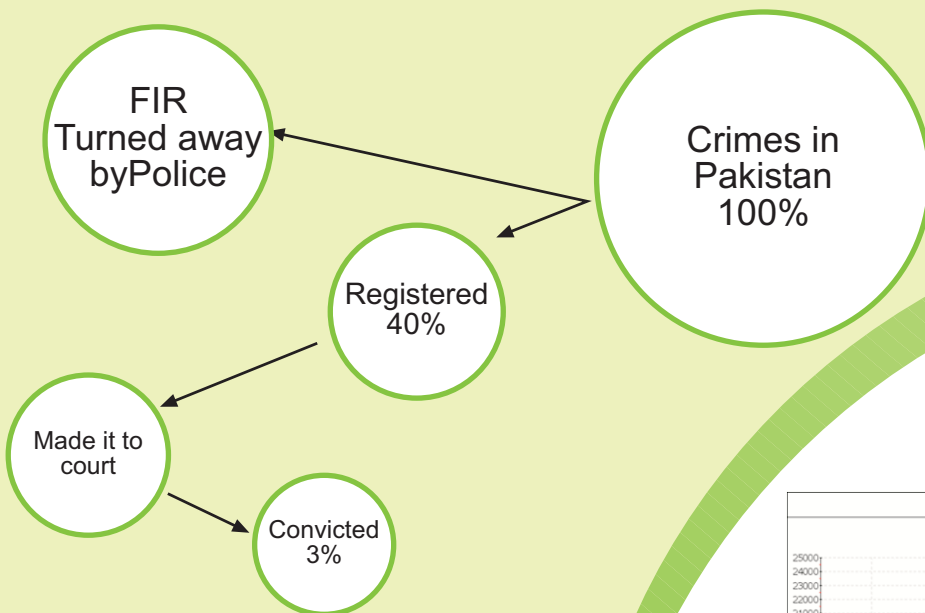 FIR
Turned away
byPolice
Crimes in
Pakistan
100%
Registered
40%
Made it to
court
Convicted
3%
25000
24000
23000
22000
21000